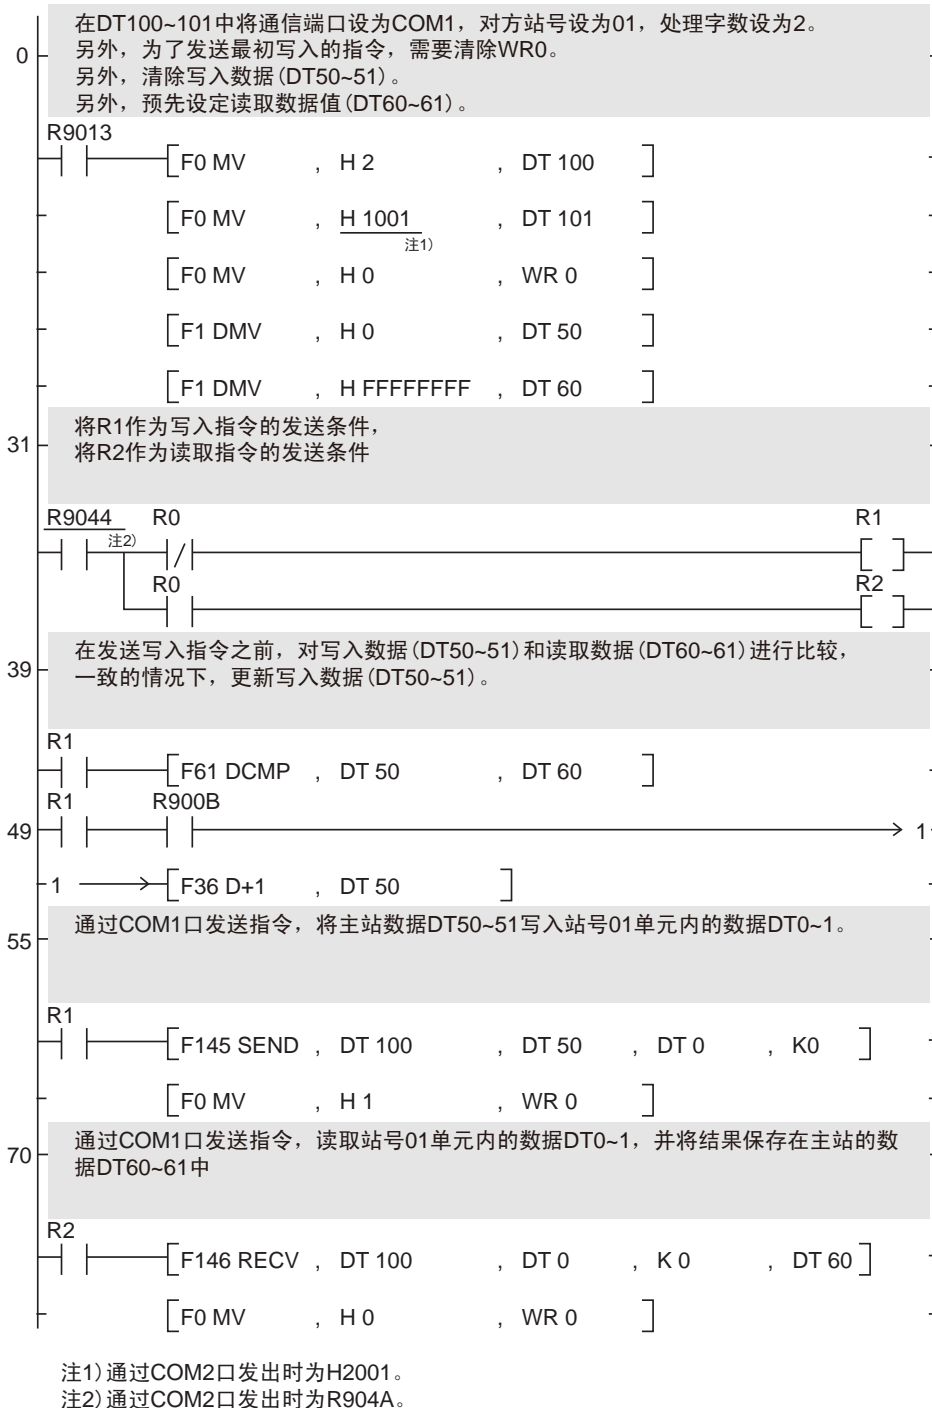 在DT100~101中将通信端口设为COM1，对方站号设为01，处理字数设为2。
0 另外，为了发送最初写入的指令，需要清除WR0。
另外，清除写入数据(DT50~51)。
另外，预先设定读取数据值(DT60~61)。
R9013
F0 MV , H 2 , DT 100
F0 MV , H 1001 , DT 101
注1)
F0 MV , H 0 , WR 0
F1 DMV , H 0 , DT 50
F1 DMV , H FFFFFFFF , DT 60
将R1作为写入指令的发送条件，
31 将R2作为读取指令的发送条件
R9044 R0 R1
注2)
R0 R2
在发送写入指令之前，对写入数据(DT50~51)和读取数据(DT60~61)进行比较，
39 一致的情况下，更新写入数据(DT50~51)。
R1
F61 DCMP , DT 50 , DT 60
R1 R900B
49 1
1 F36 D+1 , DT 50
通过COM1口发送指令，将主站数据DT50~51写入站号01单元内的数据DT0~1。
55
R1
F145 SEND , DT 100 , DT 50 , DT 0 , K0
F0 MV , H 1 , WR 0
通过COM1口发送指令，读取站号01单元内的数据DT0~1，并将结果保存在主站的数
70 据DT60~61中
R2
F146 RECV , DT 100 , DT 0 , K 0 , DT 60
F0 MV , H 0 , WR 0
注1)通过COM2口发出时为H2001。
注2)通过COM2口发出时为R904A。